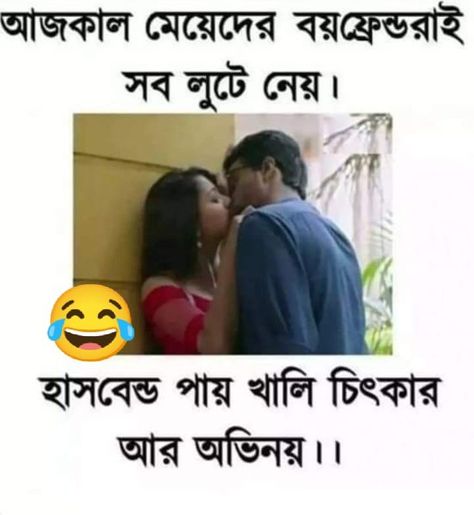 আজকাল মেয়েদের বয়ফ্রেন্ডরাই
সব লুটে নেয়।
হাসবেন্ড পায় খালি চিৎকার
আর অভিনয়।।